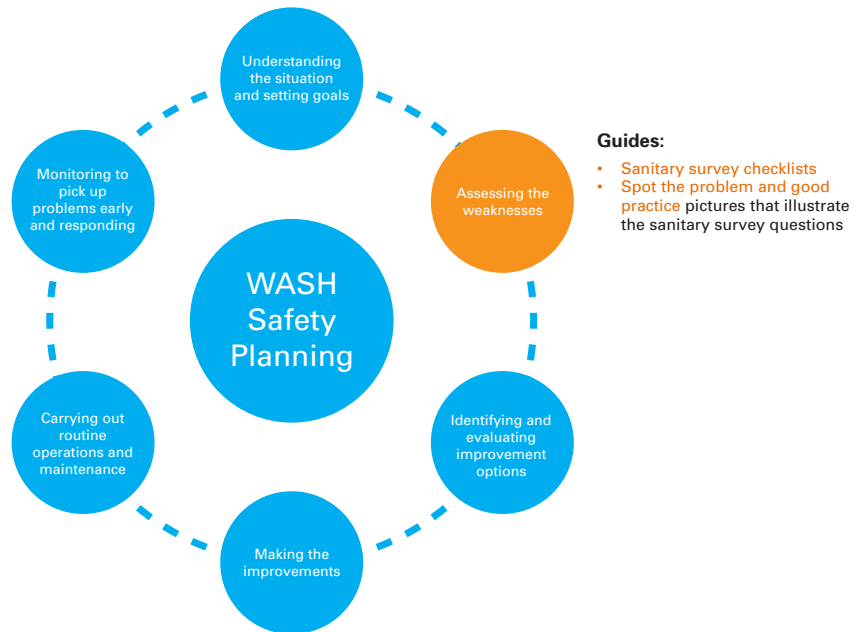 Understanding
the situation
and setting goals
Assessing the
weaknesses
Guides:
• Sanitary survey checklists
• Spot the problem and good
practice pictures that illustrate
the sanitary survey questions
Identifying and
evaluating
improvement
options
Making the
improvements
Carrying out
routine
operations and
maintenance
Monitoring to
pick up
problems early
and responding
WASH
Safety
Planning